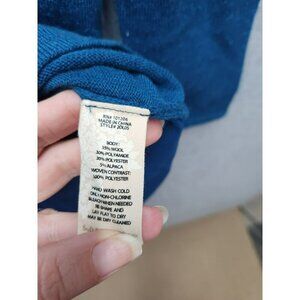 RN# 101206
MADE IN CHINA
BODY:
35% WOOL
30% POLYAMIDE
30% POLYESTER
5% ALPACA
WOVEN CONTRAST:
100% POLYESTER
HAND WASH COLD
ONLY NON-CHLORINE
BLEACH WHEN NEEDED
RE-SHAPE AND
LAY FLAT TO DRY
MAY BE DRY CLEANED